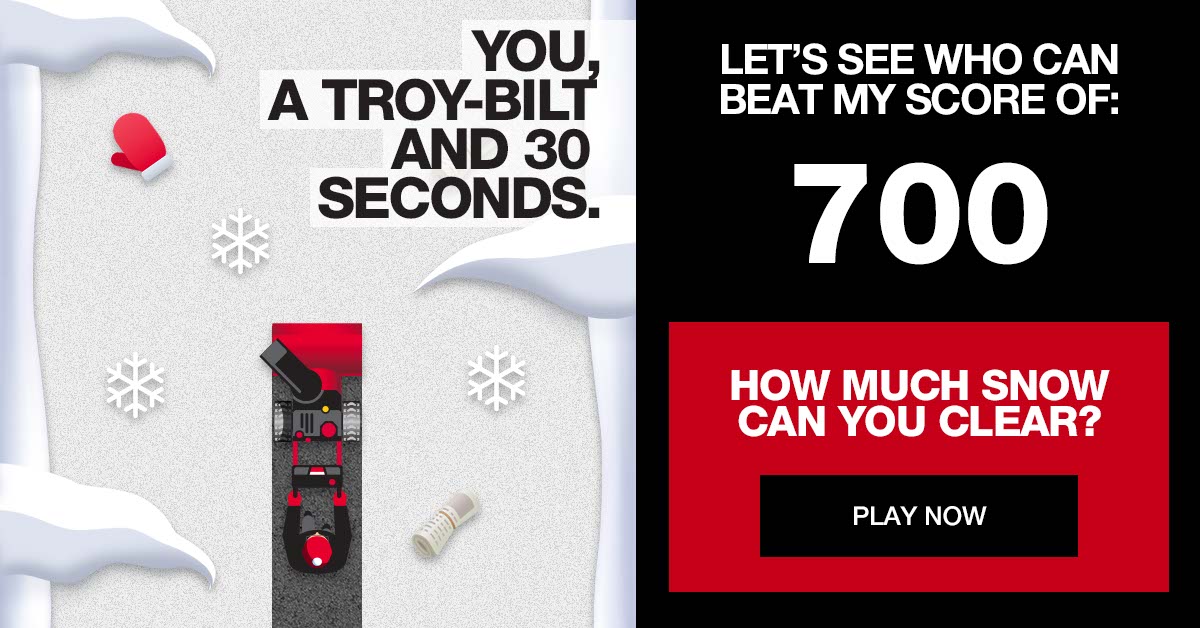 YOU,
A TROY-BILT
AND 30
SECONDS.
LET’S SEE WHO CAN
BEAT MY SCORE OF:
700
HOW MUCH SNOW
CAN YOU CLEAR?
PLAY NOW